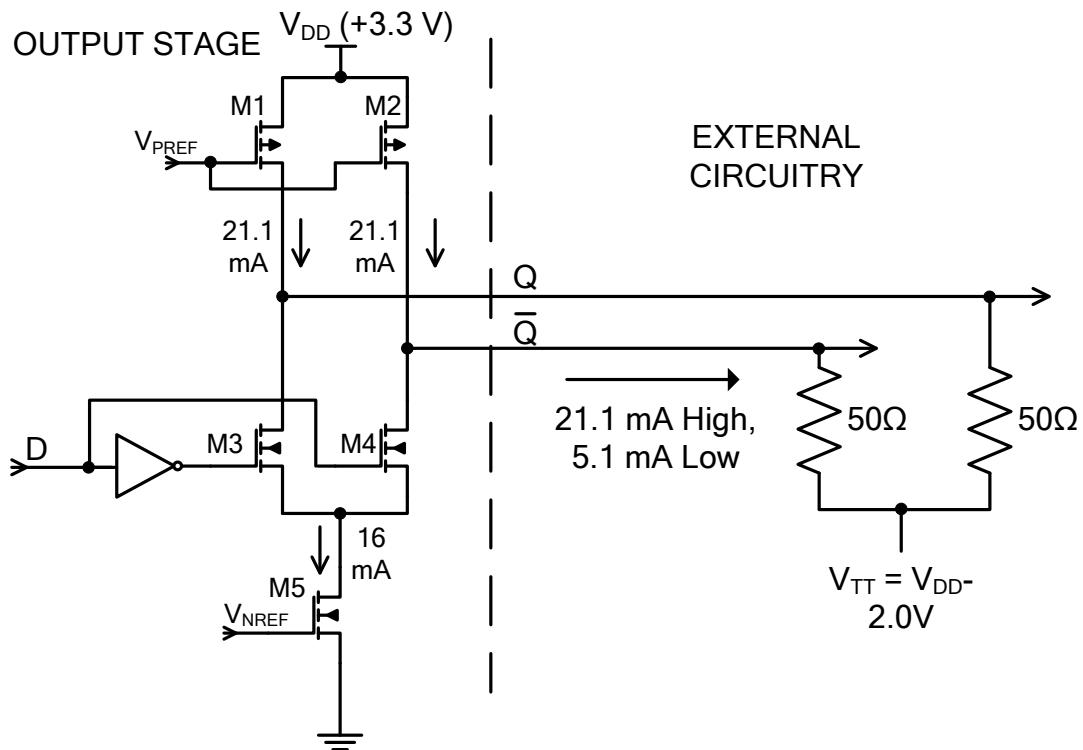 V_DD (+3.3 V)
OUTPUT STAGE
M1
M2
V_PREF
EXTERNAL
CIRCUITRY
21.1
mA
21.1
mA
Q
Q̅
21.1 mA High,
5.1 mA Low
50Ω
50Ω
M3
M4
D
16
mA
M5
V_NREF
V_TT = V_DD-
2.0V